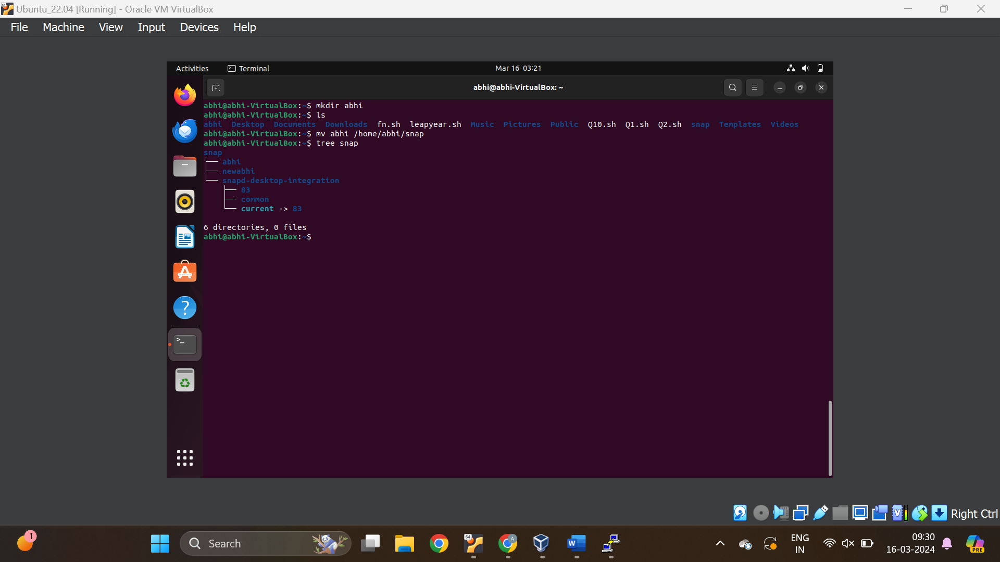 Ubuntu_22.04 [Running] - Oracle VM VirtualBox
File Machine View Input Devices Help
Activities Terminal Mar 16 03:21
abhi@abhi-VirtualBox: ~
abhi@abhi-VirtualBox:~$ mkdir abhi
abhi@abhi-VirtualBox:~$ ls
abhi Desktop Documents Downloads fn.sh leapyear.sh Music Pictures Public Q10.sh Q1.sh Q2.sh snap Templates Videos
abhi@abhi-VirtualBox:~$ mv abhi /home/abhi/snap
abhi@abhi-VirtualBox:~$ tree snap
snap
├── abhi
├── newabhi
└── snapd-desktop-integration
    ├── 83
    ├── common
    └── current -> 83
6 directories, 0 files
abhi@abhi-VirtualBox:~$
Right Ctrl
1
Search
64
A
W
ENG
IN
09:30
16-03-2024
PRE